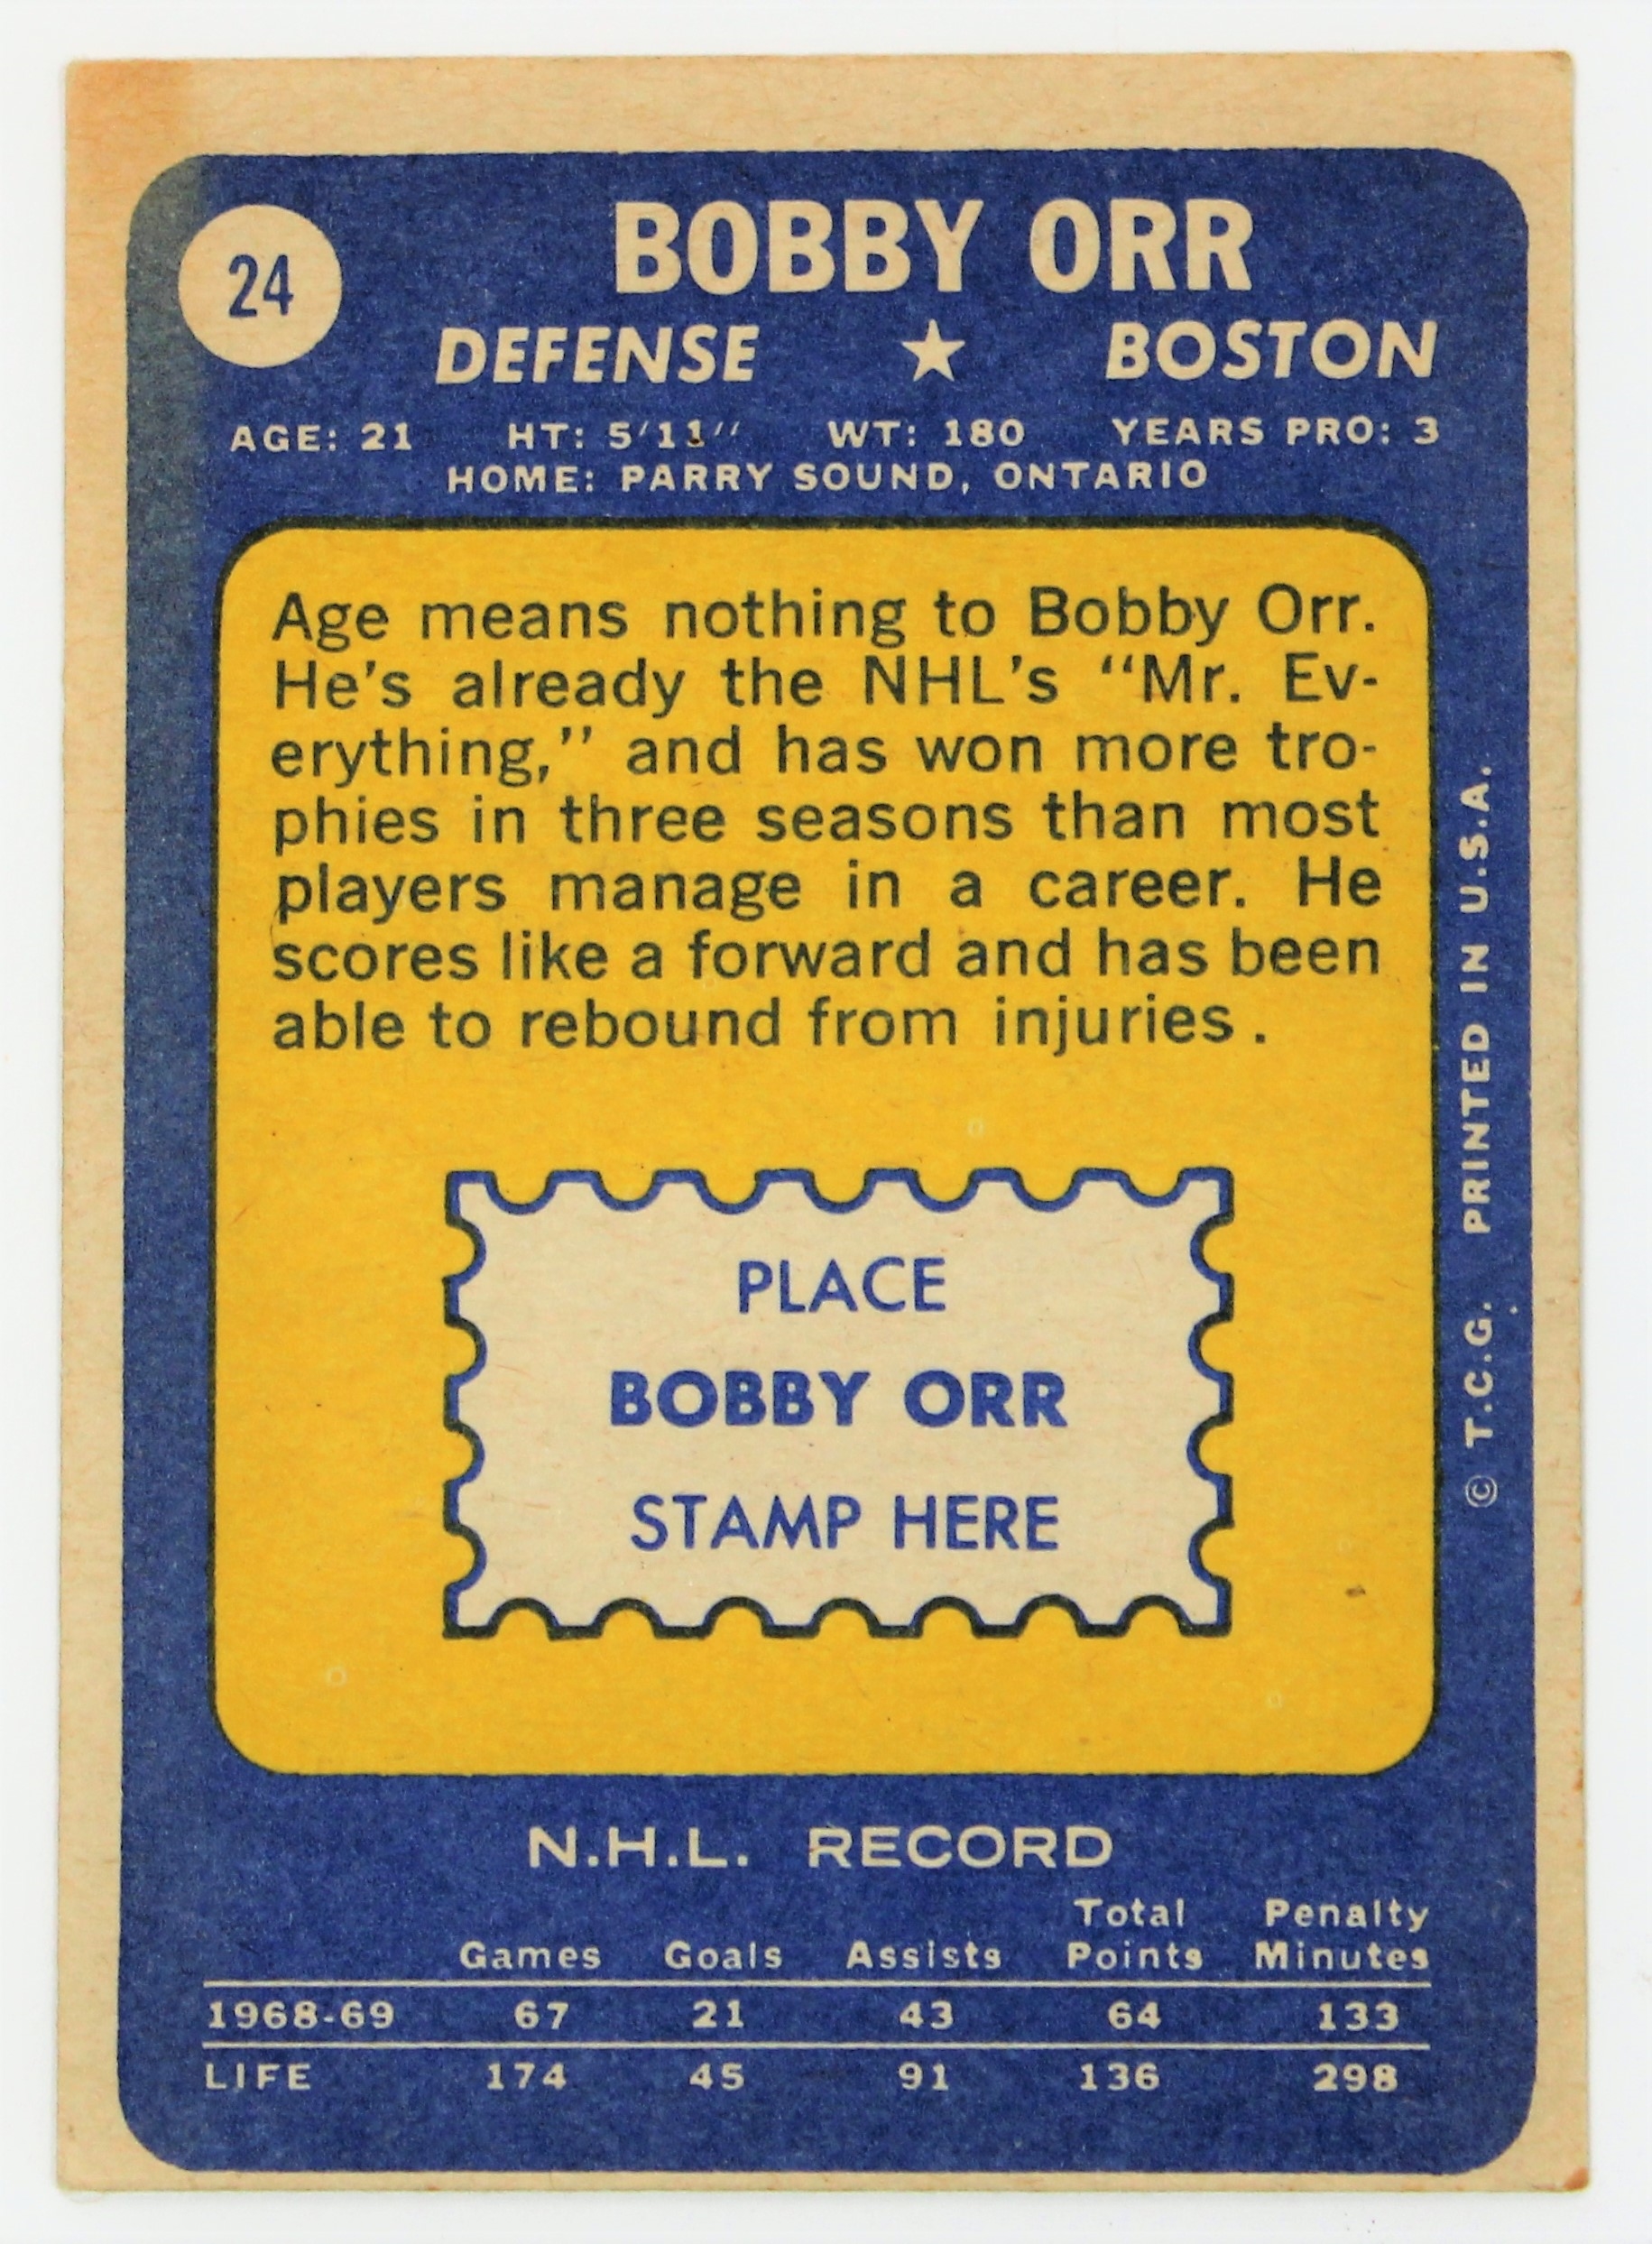 24
BOBBY ORR
DEFENSE ★ BOSTON
AGE: 21 HT: 5'11" WT: 180 YEARS PRO: 3
HOME: PARRY SOUND, ONTARIO
Age means nothing to Bobby Orr.
He's already the NHL's "Mr. Ev-
erything," and has won more tro-
phies in three seasons than most
players manage in a career. He
scores like a forward and has been
able to rebound from injuries.
PLACE
BOBBY ORR
STAMP HERE
© T.C.G. PRINTED IN U.S.A.
N.H.L. RECORD
Games Goals Assists Total Points Penalty Minutes
1968-69 67 21 43 64 133
LIFE 174 45 91 136 298